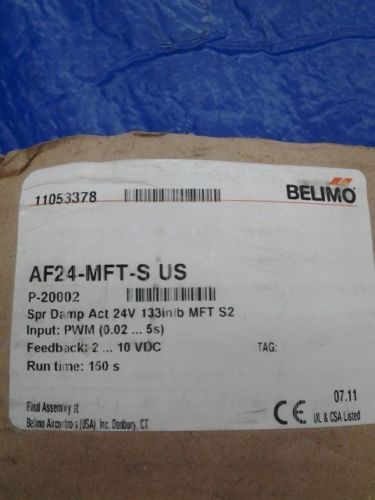 11053378
BELIMO
AF24-MFT-S US
P-20002
Spr Damp Act 24V 133inlb MFT S2
Input: PWM (0.02 ... 5s)
Feedback: 2 ... 10 VDC TAG:
Run time: 150 s
07.11
Final Assembly at
Belimo Aircontrols (USA) Inc. Danbury, CT
CE UL & CSA Listed